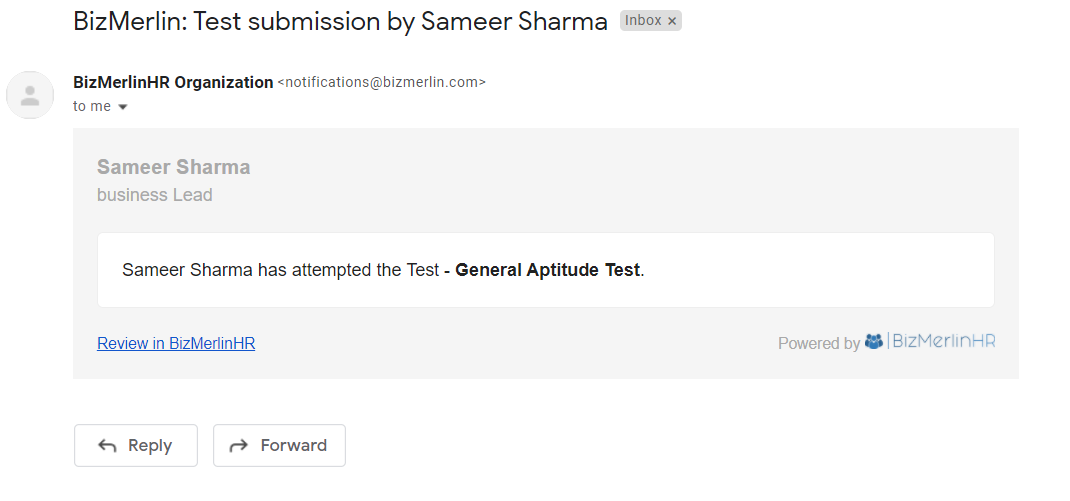 BizMerlin: Test submission by Sameer Sharma Inbox ×
BizMerlinHR Organization <notifications@bizmerlin.com>
to me
Sameer Sharma
business Lead
Sameer Sharma has attempted the Test - General Aptitude Test.
Review in BizMerlinHR
Powered by BizMerlinHR
Reply
Forward